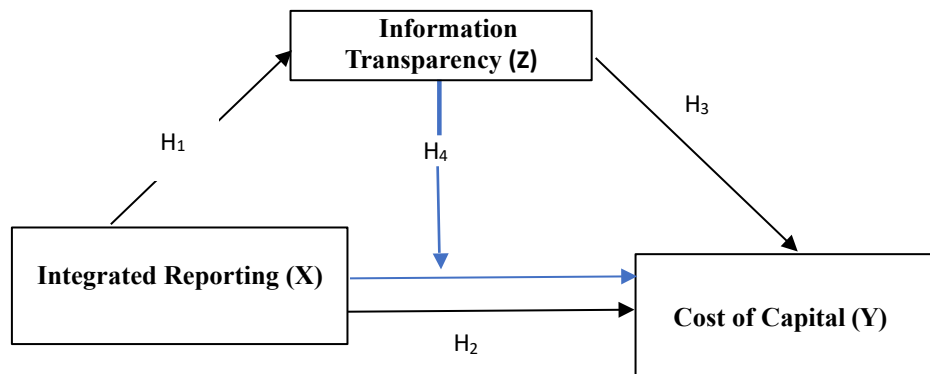 Information
Transparency (Z)
H₁
H₃
H₄
Integrated Reporting (X)
Cost of Capital (Y)
H₂